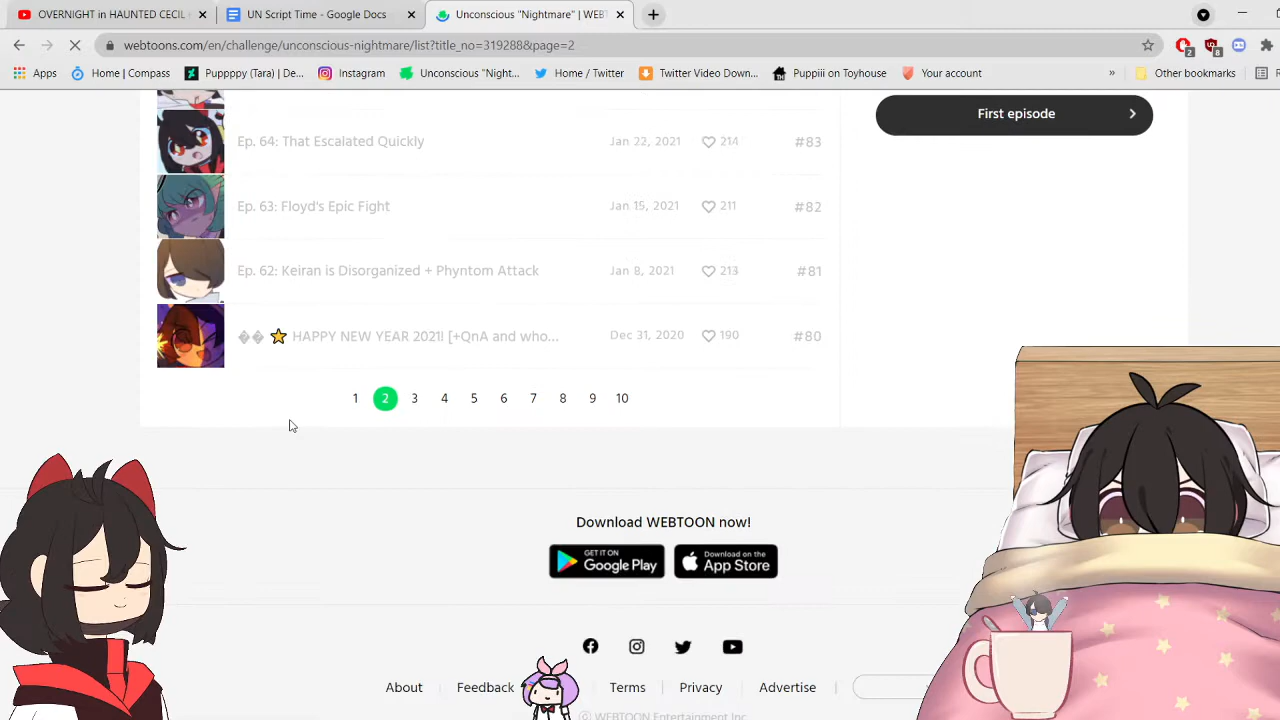 OVERNIGHT in HAUNTED CECIL
UN Script Time - Google Docs
Unconscious "Nightmare" | WEBT
webtoons.com/en/challenge/unconscious-nightmare/list?title_no=319288&page=2
2
8
Apps
Home | Compass
Puppppy (Tara) | De...
Instagram
Unconscious "Nigh...
Home / Twitter
Twitter Video Down...
Puppiii on Toyhouse
Your account
»
Other bookmarks
First episode
Ep. 64: That Escalated Quickly
Jan 22, 2021
214
#83
Ep. 63: Floyd's Epic Fight
Jan 15, 2021
211
#82
Ep. 62: Keiran is Disorganized + Phyntom Attack
Jan 8, 2021
213
#81
�� ⭐ HAPPY NEW YEAR 2021! [+QnA and who...
Dec 31, 2020
190
#80
1 2 3 4 5 6 7 8 9 10
Download WEBTOON now!
GET IT ON
Google Play
Download on the
App Store
About
Feedback
Terms
Privacy
Advertise
ⓒ WEBTOON Entertainment Inc.